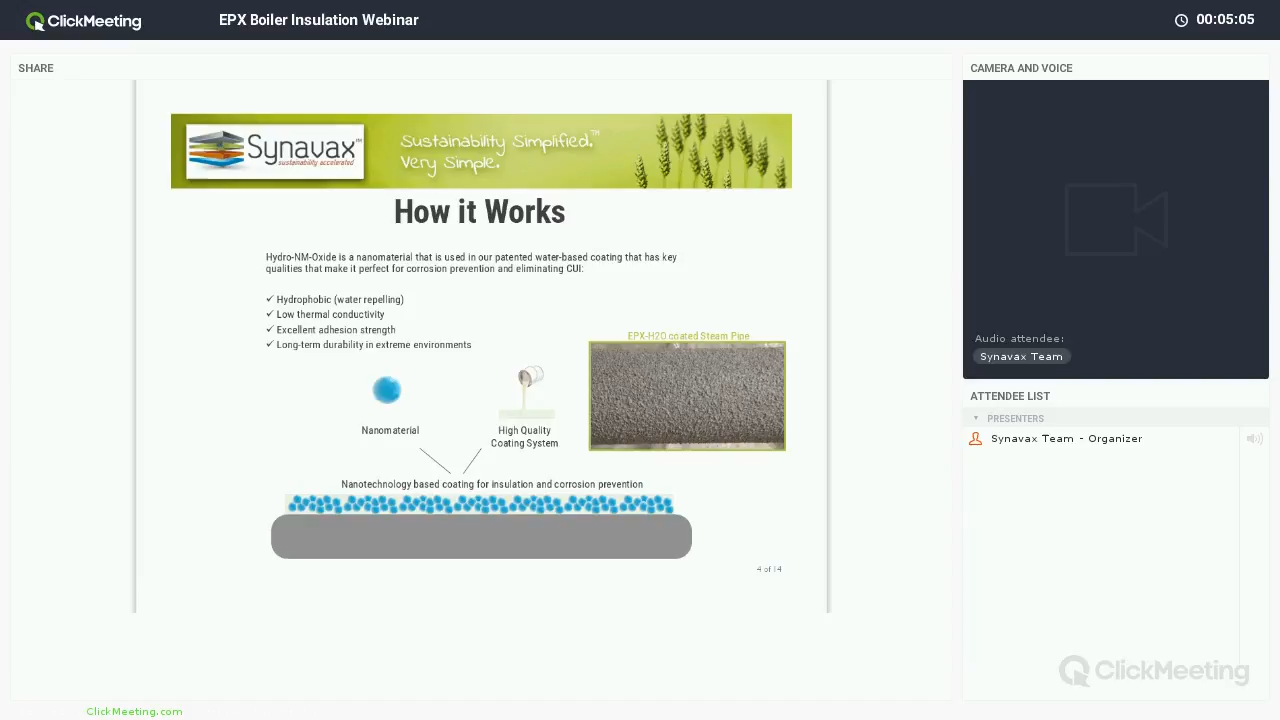 ClickMeeting
EPX Boiler Insulation Webinar
00:05:05
SHARE
CAMERA AND VOICE
Synavax™
sustainability accelerated
Sustainability Simplified.™
Very Simple.
How it Works
Hydro-NM-Oxide is a nanomaterial that is used in our patented water-based coating that has key
qualities that make it perfect for corrosion prevention and eliminating CUI:
✓ Hydrophobic (water repelling)
✓ Low thermal conductivity
✓ Excellent adhesion strength
✓ Long-term durability in extreme environments
EPX-H2O coated Steam Pipe
Nanomaterial
High Quality
Coating System
Nanotechnology based coating for insulation and corrosion prevention
4 of 14
Audio attendee:
Synavax Team
ATTENDEE LIST
PRESENTERS
Synavax Team - Organizer
ClickMeeting
ClickMeeting.com